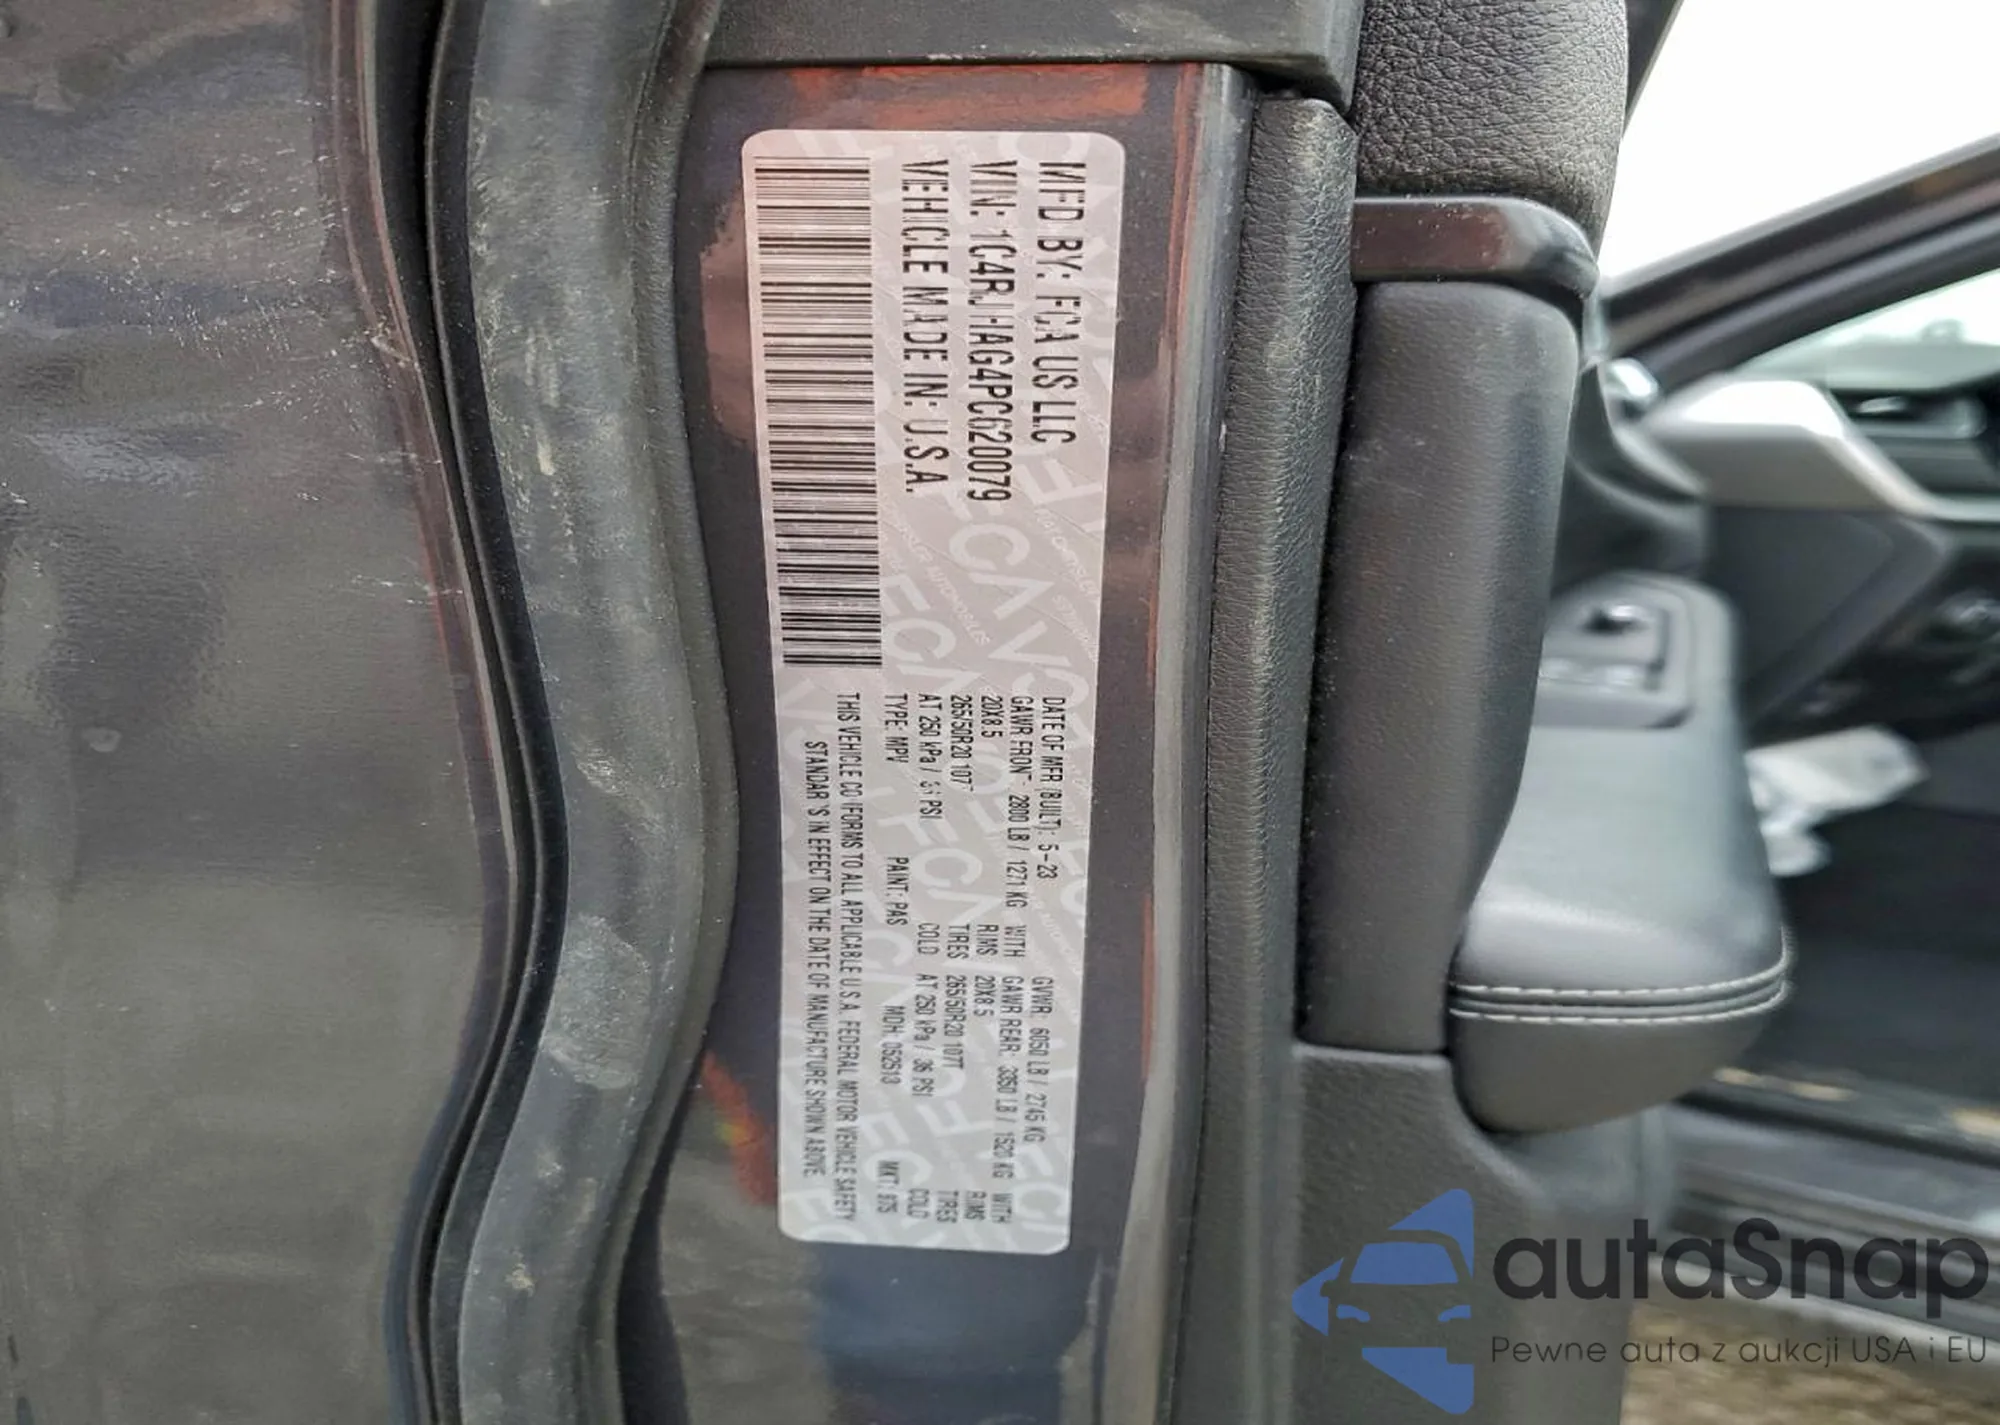 MFD BY: FCA US LLC
VIN: 1C4RJHAG4PC620079
VEHICLE MADE IN: U.S.A.
DATE OF MFR (BUILT): 5-23 GVWR: 6050 LB / 2745 KG
GAWR FRONT 2800 LB / 1271 KG WITH GAWR REAR: 3350 LB / 1520 KG WITH
20X8.5 RIMS 20X8.5 RIMS
265/50R20 107T TIRES 265/50R20 107T TIRES
AT 250 kPa / 36 PSI COLD AT 250 kPa / 36 PSI COLD
TYPE: MPV PAINT: PAS MDH: 052513 MKT: 875
THIS VEHICLE CONFORMS TO ALL APPLICABLE U.S.A. FEDERAL MOTOR VEHICLE SAFETY
STANDARDS IN EFFECT ON THE DATE OF MANUFACTURE SHOWN ABOVE.
autaSnap
Pewne auta z aukcji USA i EU